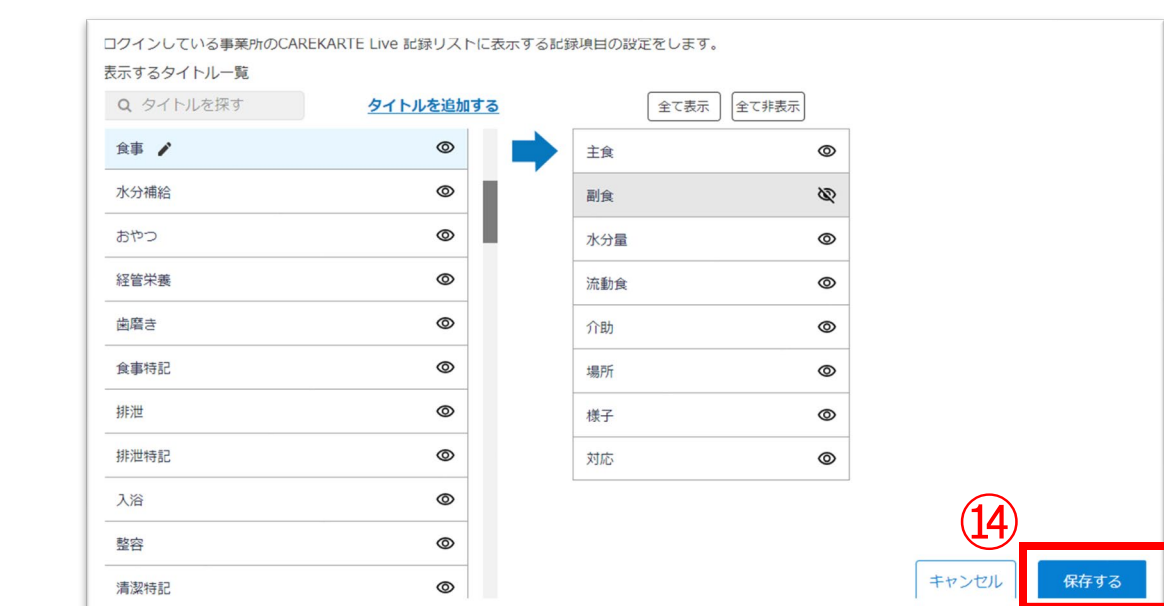 ログインしている事業所のCAREKARTE Live 記録リストに表示する記録項目の設定をします。
表示するタイトル一覧
タイトルを探す
タイトルを追加する
全て表示
全て非表示
食事
水分補給
おやつ
経管栄養
歯磨き
食事特記
排泄
排泄特記
入浴
整容
清潔特記
主食
副食
水分量
流動食
介助
場所
様子
対応
⑭
キャンセル
保存する